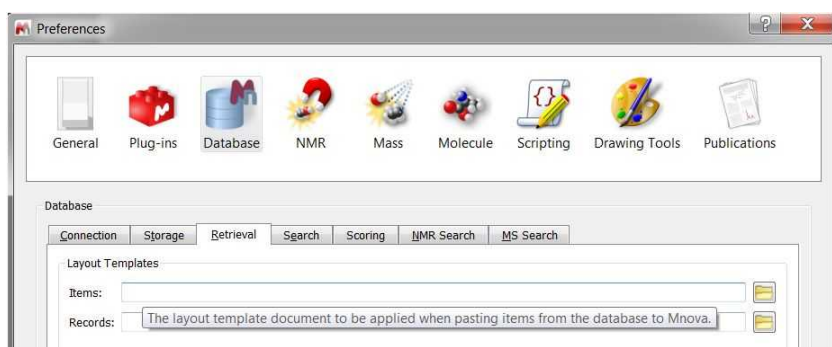 Preferences
General Plug-ins Database NMR Mass Molecule Scripting Drawing Tools Publications
Database
Connection Storage Retrieval Search Scoring NMR Search MS Search
Layout Templates
Items:
Records: The layout template document to be applied when pasting items from the database to Mnova.